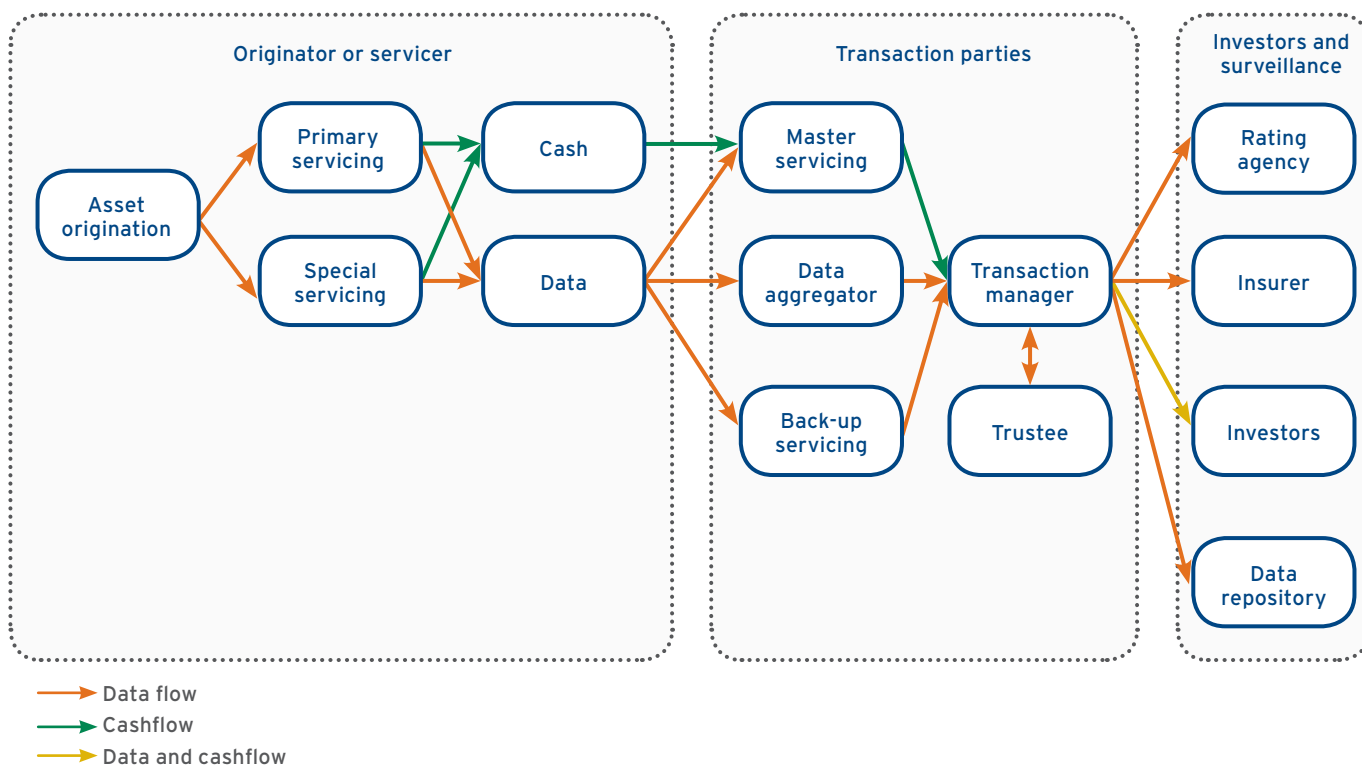 Originator or servicer
Asset
origination
Primary
servicing
Special
servicing
Cash
Data
Transaction parties
Master
servicing
Data
aggregator
Back-up
servicing
Transaction
manager
Trustee
Investors and
surveillance
Rating
agency
Insurer
Investors
Data
repository
Data flow
Cashflow
Data and cashflow